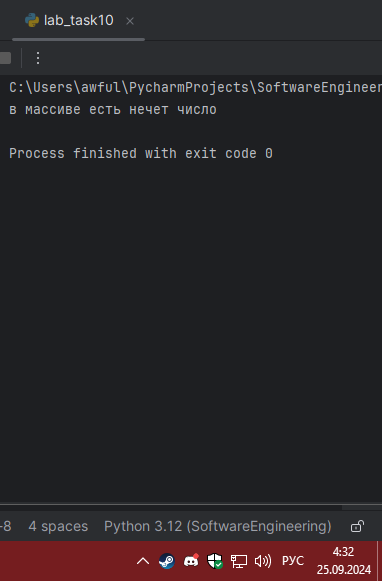 lab_task10
C:\Users\awful\PycharmProjects\SoftwareEngineer
в массиве есть нечет число
Process finished with exit code 0
-8 4 spaces Python 3.12 (SoftwareEngineering)
РУС 4:32
25.09.2024